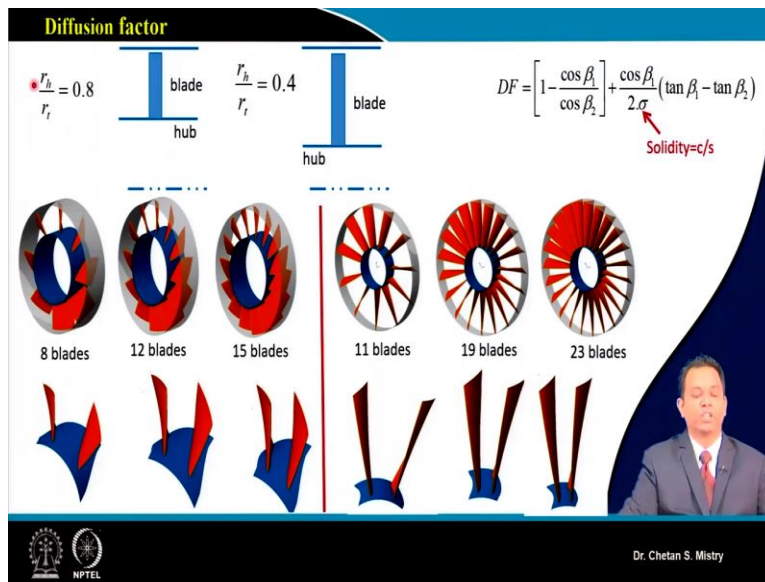 Diffusion factor
r_h/r_t = 0.8
blade
hub
r_h/r_t = 0.4
blade
hub
DF = [1 - cos β₁/cos β₂] + cos β₁/2.σ (tan β₁ - tan β₂)
Solidity=c/s
8 blades
12 blades
15 blades
11 blades
19 blades
23 blades
NPTEL
Dr. Chetan S. Mistry